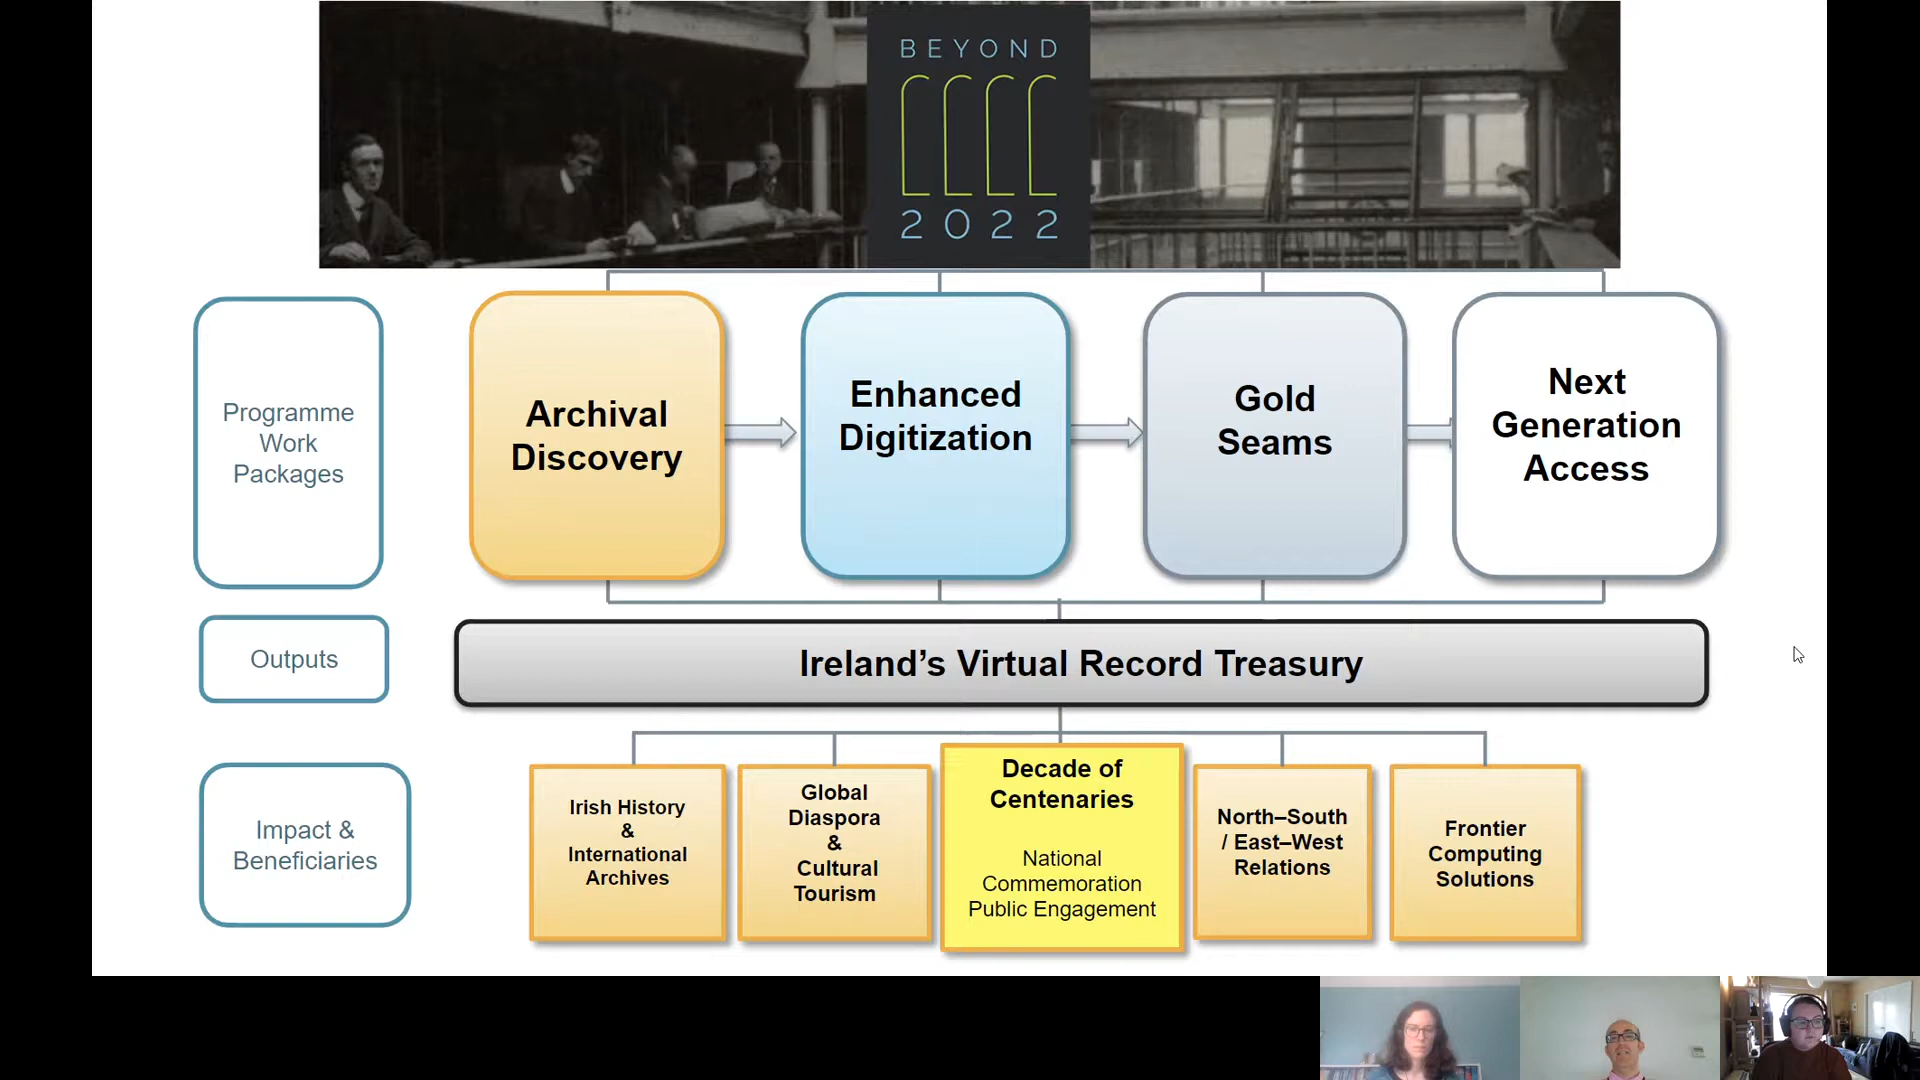 BEYOND
2022
Programme
Work
Packages
Archival
Discovery
Enhanced
Digitization
Gold
Seams
Next
Generation
Access
Outputs
Ireland’s Virtual Record Treasury
Impact &
Beneficiaries
Irish History
&
International
Archives
Global
Diaspora
&
Cultural
Tourism
Decade of
Centenaries
National
Commemoration
Public Engagement
North–South
/ East–West
Relations
Frontier
Computing
Solutions